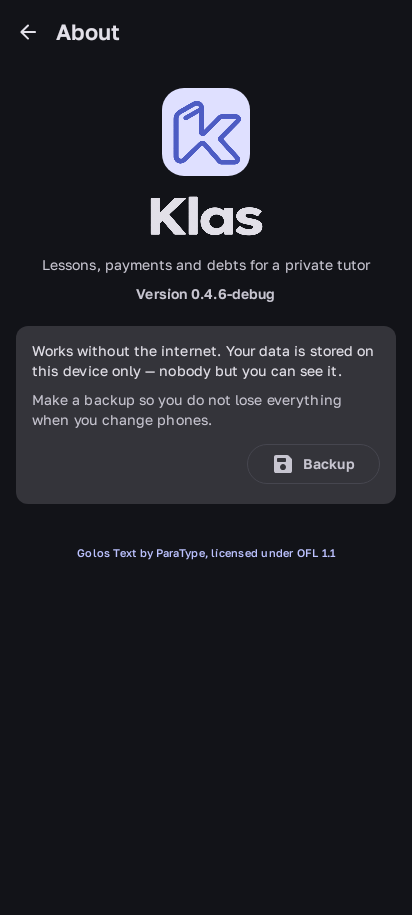 About
Klas
Lessons, payments and debts for a private tutor
Version 0.4.6-debug
Works without the internet. Your data is stored on
this device only — nobody but you can see it.
Make a backup so you do not lose everything
when you change phones.
Backup
Golos Text by ParaType, licensed under OFL 1.1